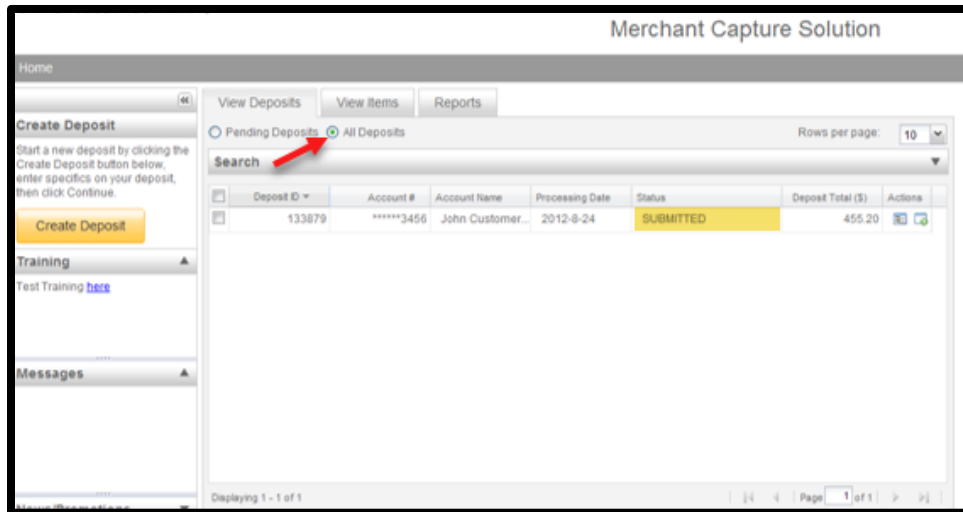 Merchant Capture Solution
Home
View Deposits View Items Reports
Create Deposit
Pending Deposits All Deposits Rows per page: 10
Start a new deposit by clicking the
Create Deposit button below,
enter specifics on your deposit,
then click Continue.
Create Deposit
Search
Deposit ID Account # Account Name Processing Date Status Deposit Total ($) Actions
133879 ******3456 John Customer... 2012-8-24 SUBMITTED 455.20
Training
Test Training here
Messages
News/Promotions
Displaying 1 - 1 of 1 Page 1 of 1